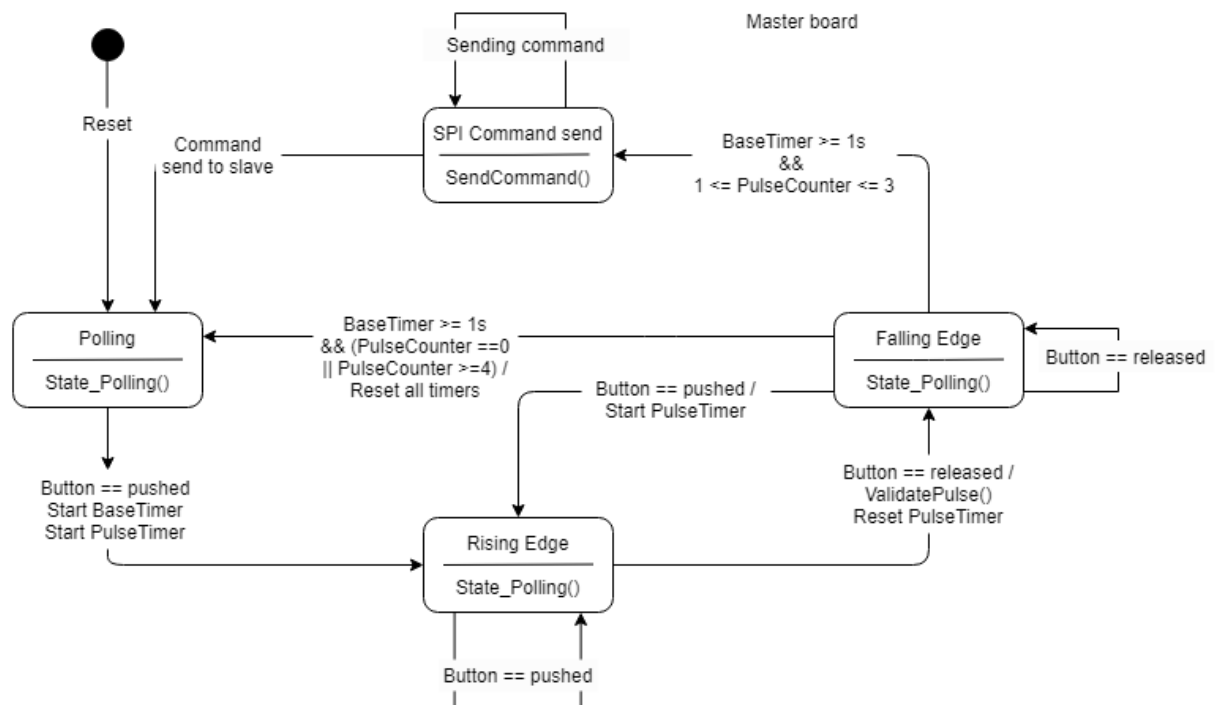 Master board
Sending command
Reset
SPI Command send
SendCommand()
Command
send to slave
BaseTimer >= 1s
&&
1 <= PulseCounter <= 3
Polling
State_Polling()
BaseTimer >= 1s
&& (PulseCounter ==0
|| PulseCounter >=4) /
Reset all timers
Falling Edge
State_Polling()
Button == released
Button == pushed /
Start PulseTimer
Button == pushed
Start BaseTimer
Start PulseTimer
Button == released /
ValidatePulse()
Reset PulseTimer
Rising Edge
State_Polling()
Button == pushed